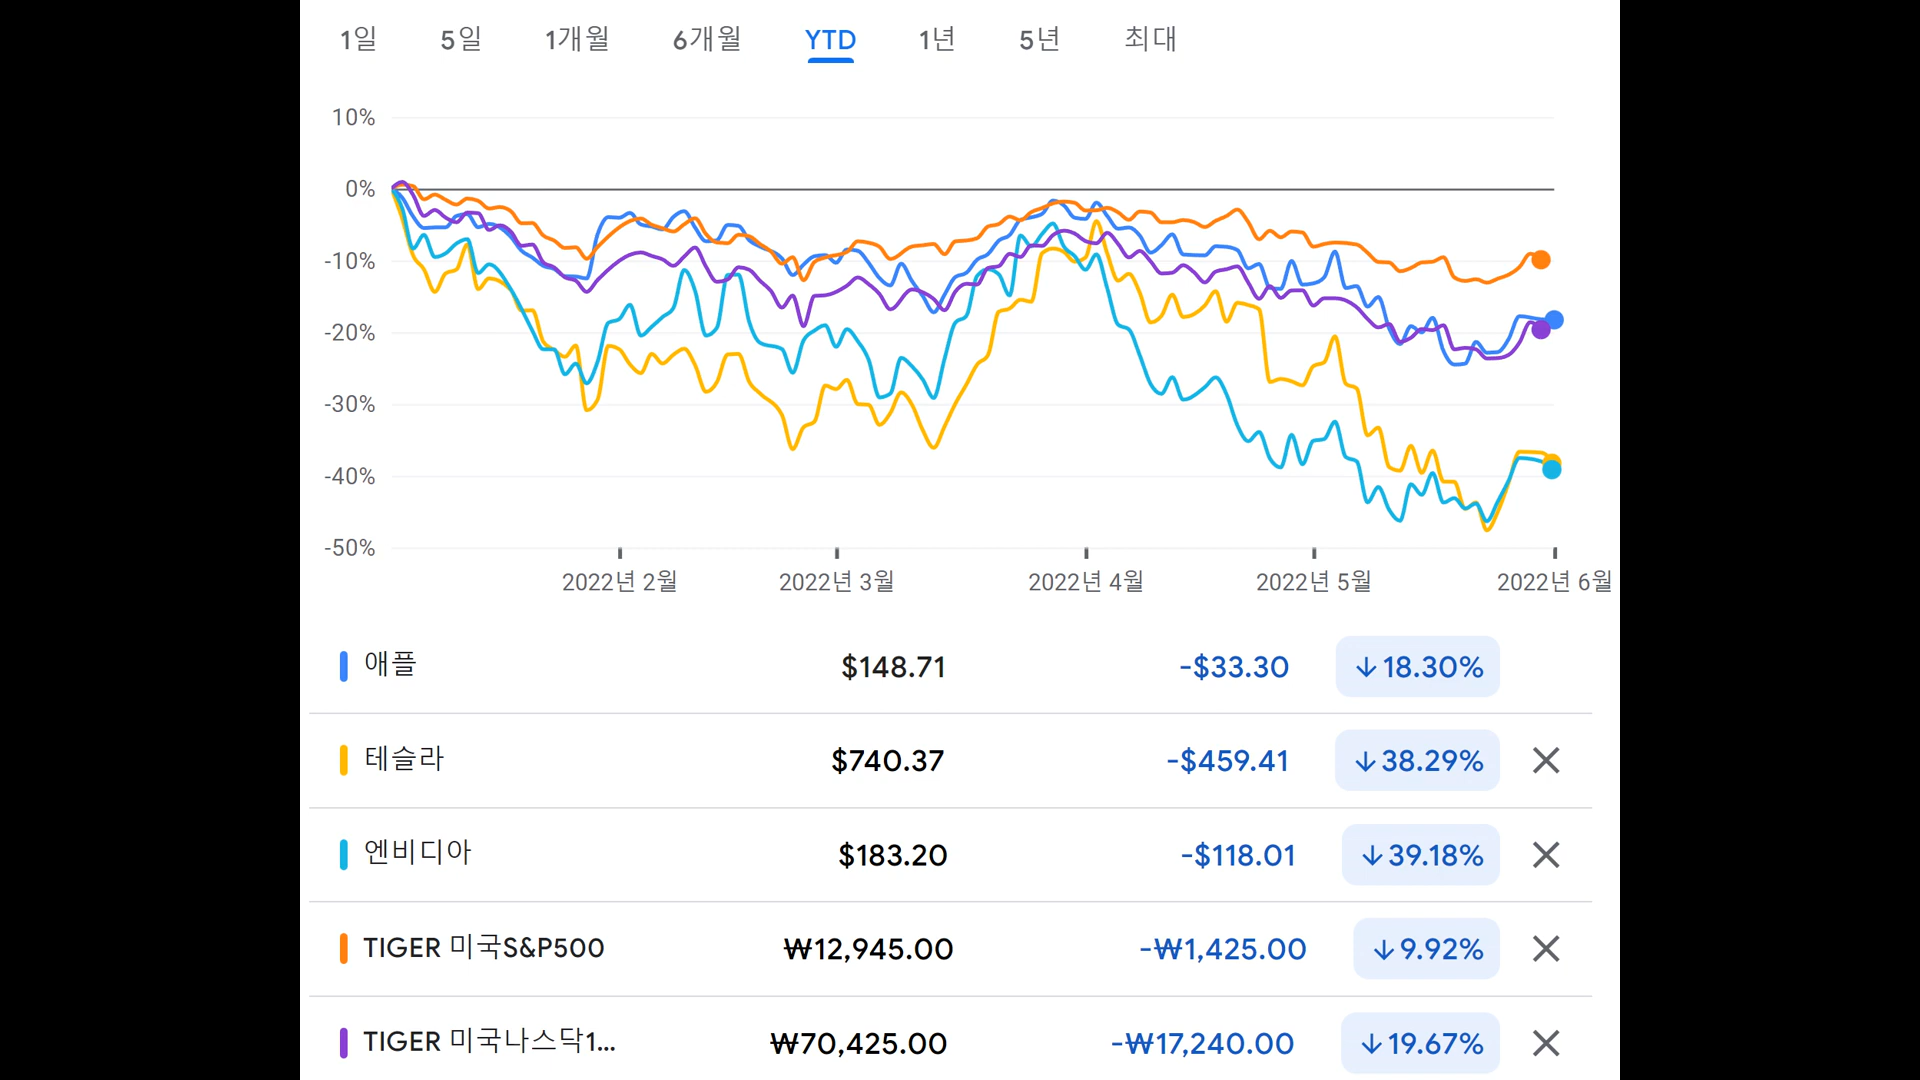 1일 5일 1개월 6개월 YTD 1년 5년 최대
10%
0%
-10%
-20%
-30%
-40%
-50%
2022년 2월 2022년 3월 2022년 4월 2022년 5월 2022년 6월
애플 $148.71 -$33.30 ↓18.30%
테슬라 $740.37 -$459.41 ↓38.29%
엔비디아 $183.20 -$118.01 ↓39.18%
TIGER 미국S&P500 ₩12,945.00 -₩1,425.00 ↓9.92%
TIGER 미국나스닥1... ₩70,425.00 -₩17,240.00 ↓19.67%